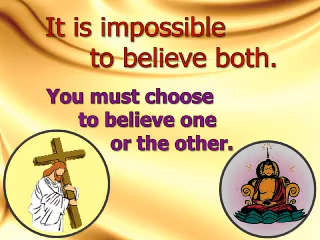 It is impossible
to believe both.
You must choose
to believe one
or the other.